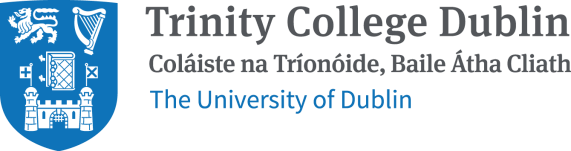 Trinity College Dublin
Coláiste na Tríonóide, Baile Átha Cliath
The University of Dublin